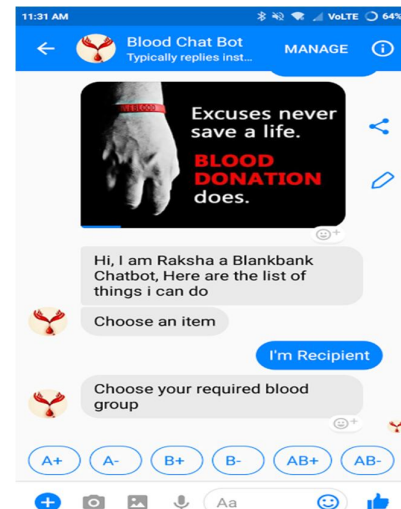 11:31 AM
VoLTE
64%
Blood Chat Bot
Typically replies inst...
MANAGE
Excuses never
save a life.
BLOOD
DONATION
does.
Hi, I am Raksha a Blankbank
Chatbot, Here are the list of
things i can do
Choose an item
I'm Recipient
Choose your required blood
group
A+
A-
B+
B-
AB+
AB-
Aa